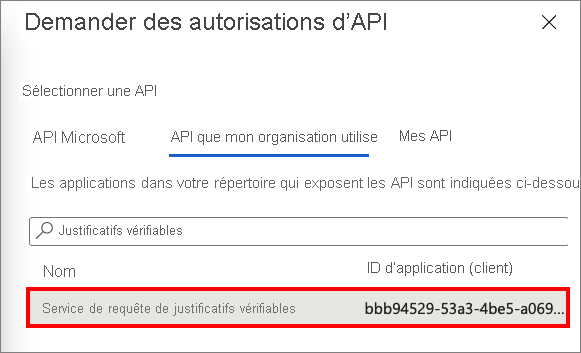 Demander des autorisations d'API
Sélectionner une API
API Microsoft API que mon organisation utilise Mes API
Les applications dans votre répertoire qui exposent les API sont indiquées ci-dessou
Justificatifs vérifiables
Nom ID d'application (client)
Service de requête de justificatifs vérifiables bbb94529-53a3-4be5-a069...